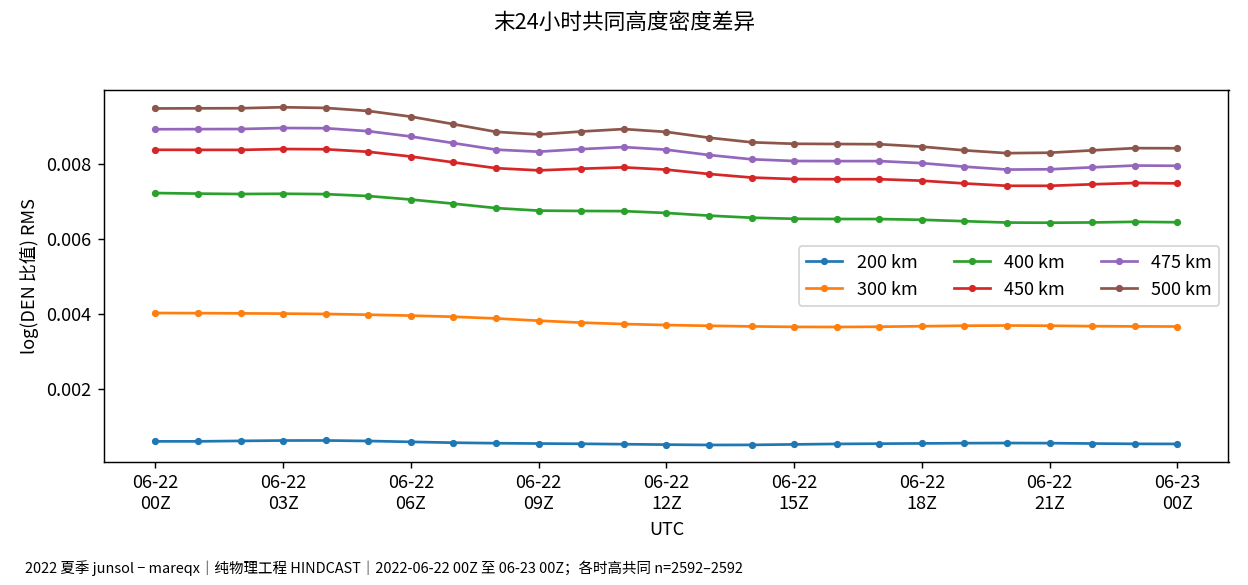 末24小时共同高度密度差异
log(DEN 比值) RMS
0.008
0.006
0.004
0.002
200 km
400 km
475 km
300 km
450 km
500 km
06-22 00Z
06-22 03Z
06-22 06Z
06-22 09Z
06-22 12Z
06-22 15Z
06-22 18Z
06-22 21Z
06-23 00Z
UTC
2022 夏季 junsol − mareqx｜纯物理工程 HINDCAST｜2022-06-22 00Z 至 06-23 00Z；各时高共同 n=2592−2592